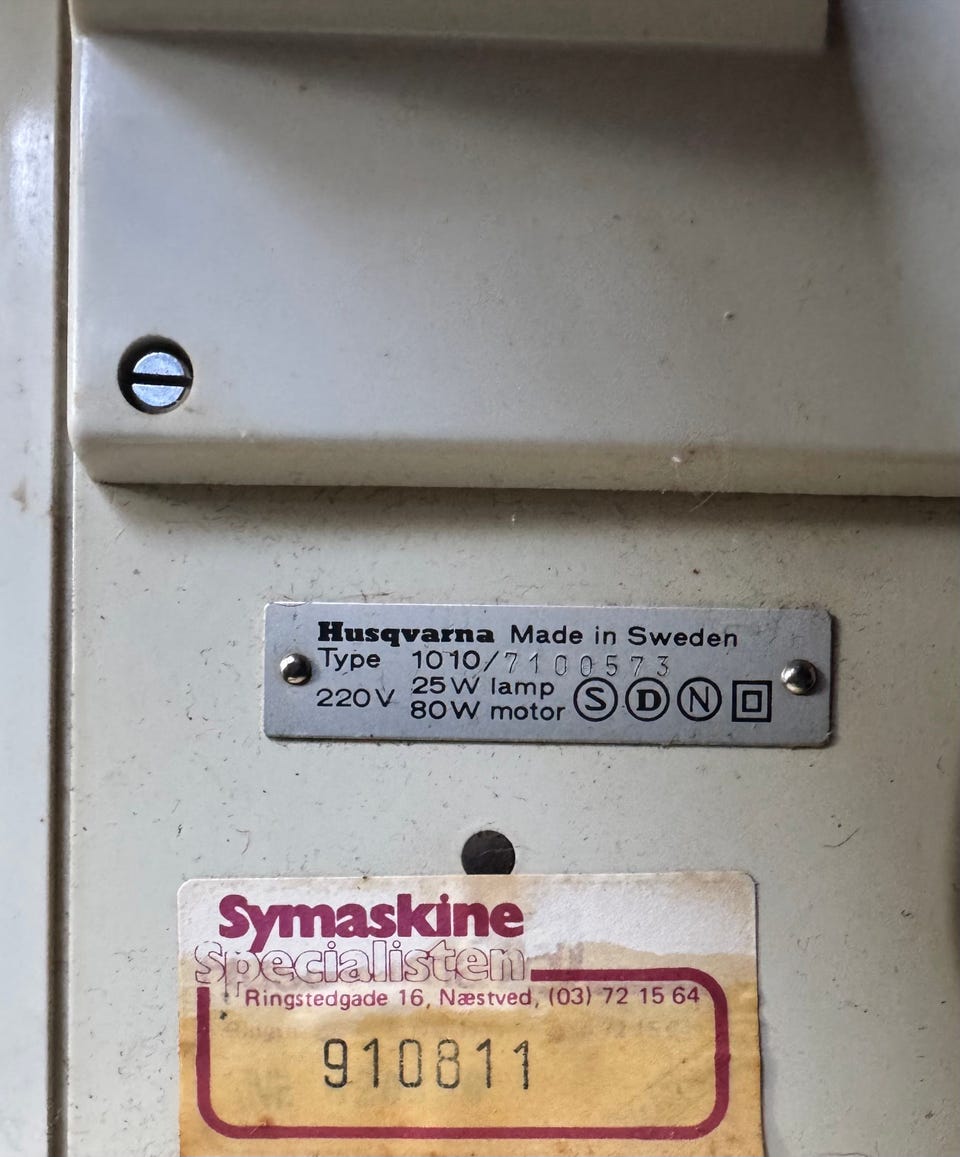 Husqvarna Made in Sweden
Type 1010/7100573
220V 25W lamp
80W motor S D N
Symaskine
Specialisten
Ringstedgade 16, Næstved, (03) 72 15 64
910811